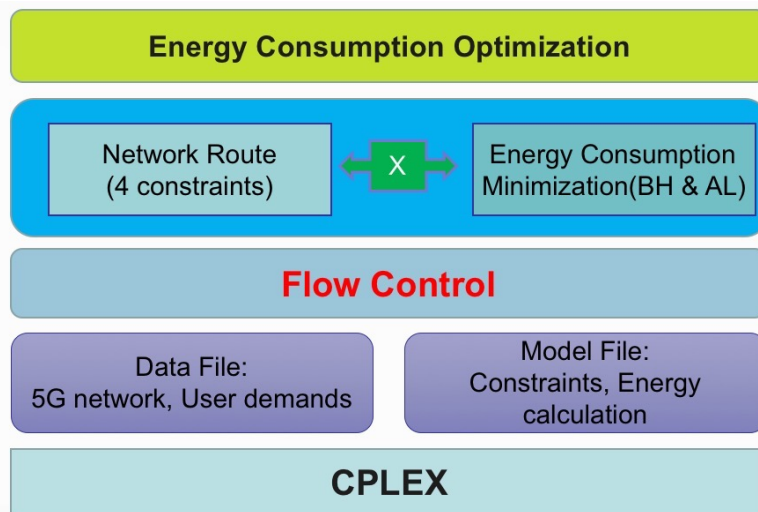 Energy Consumption Optimization
Network Route
(4 constraints)
X
Energy Consumption
Minimization(BH & AL)
Flow Control
Data File:
5G network, User demands
Model File:
Constraints, Energy
calculation
CPLEX